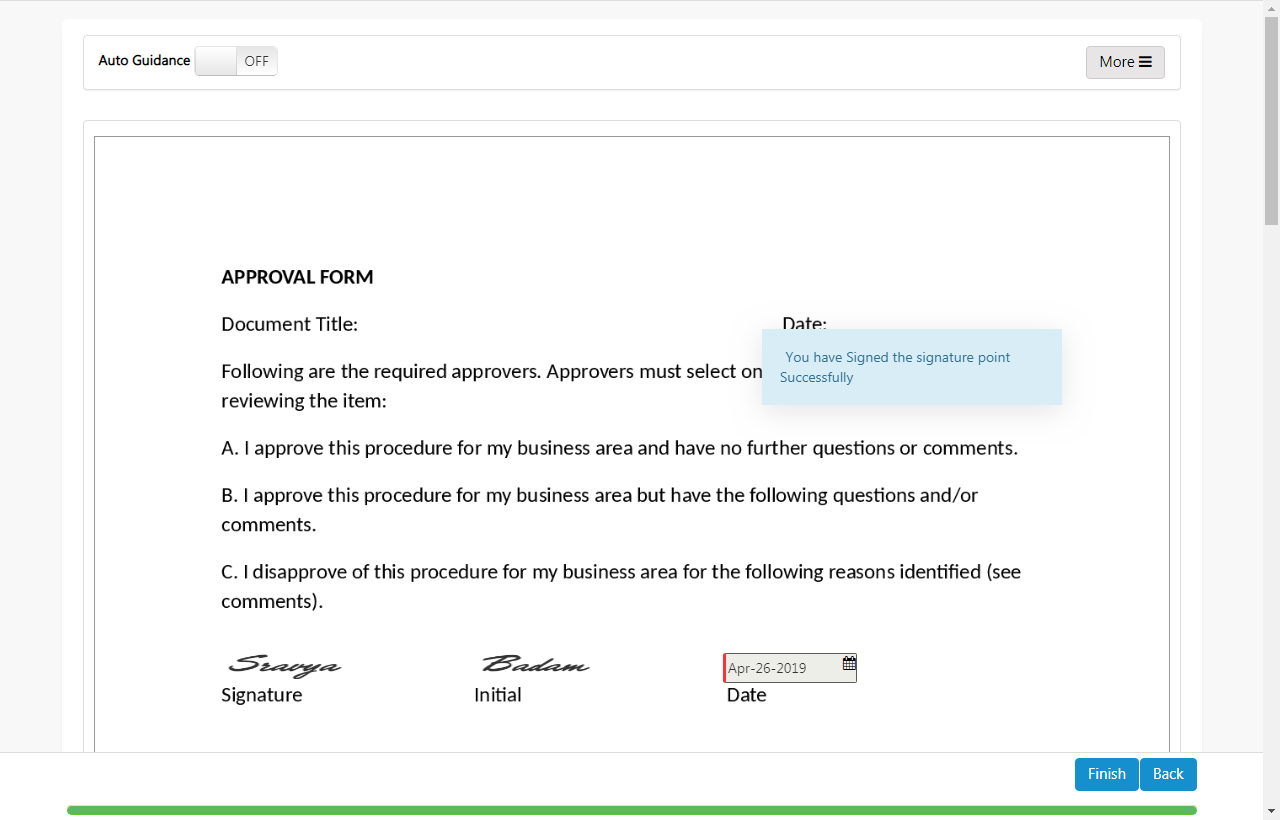 Auto Guidance OFF More
APPROVAL FORM
Document Title: Date:
Following are the required approvers. Approvers must select on
reviewing the item:
You have Signed the signature point
Successfully
A. I approve this procedure for my business area and have no further questions or comments.
B. I approve this procedure for my business area but have the following questions and/or
comments.
C. I disapprove of this procedure for my business area for the following reasons identified (see
comments).
Sravya Badam Apr-26-2019
Signature Initial Date
Finish Back